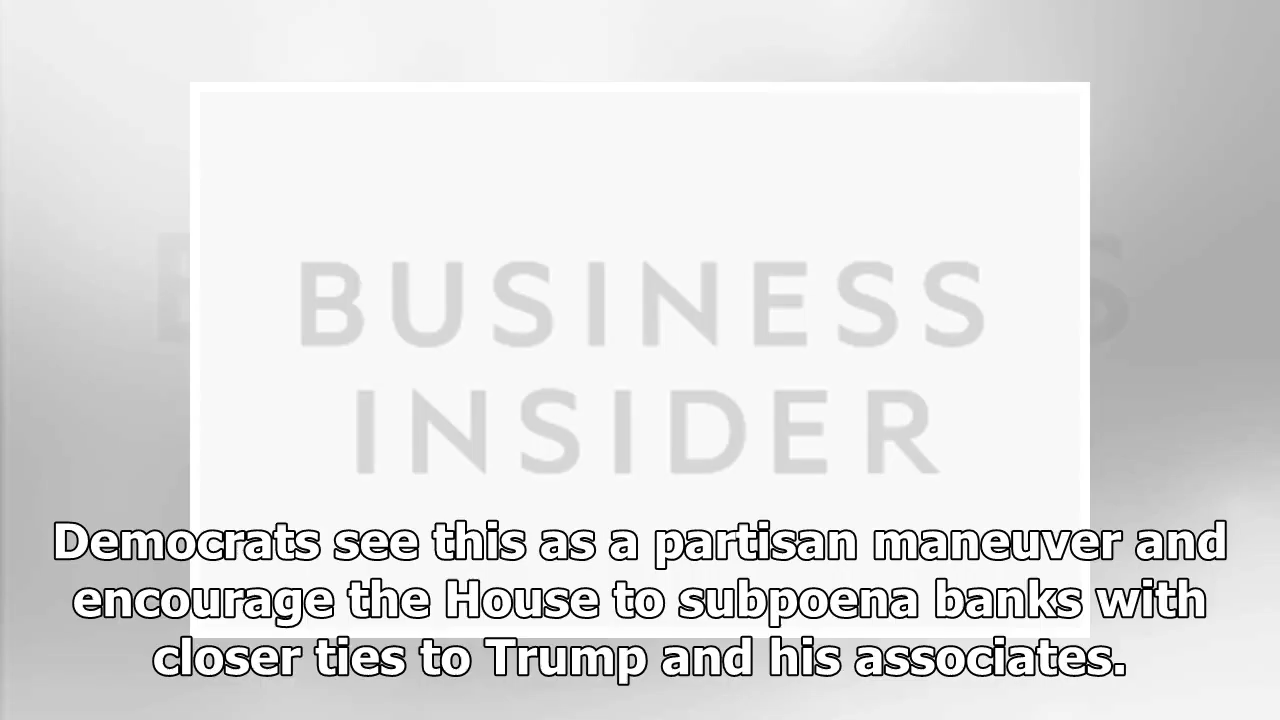 BUSINESS
INSIDER
Democrats see this as a partisan maneuver and
encourage the House to subpoena banks with
closer ties to Trump and his associates.